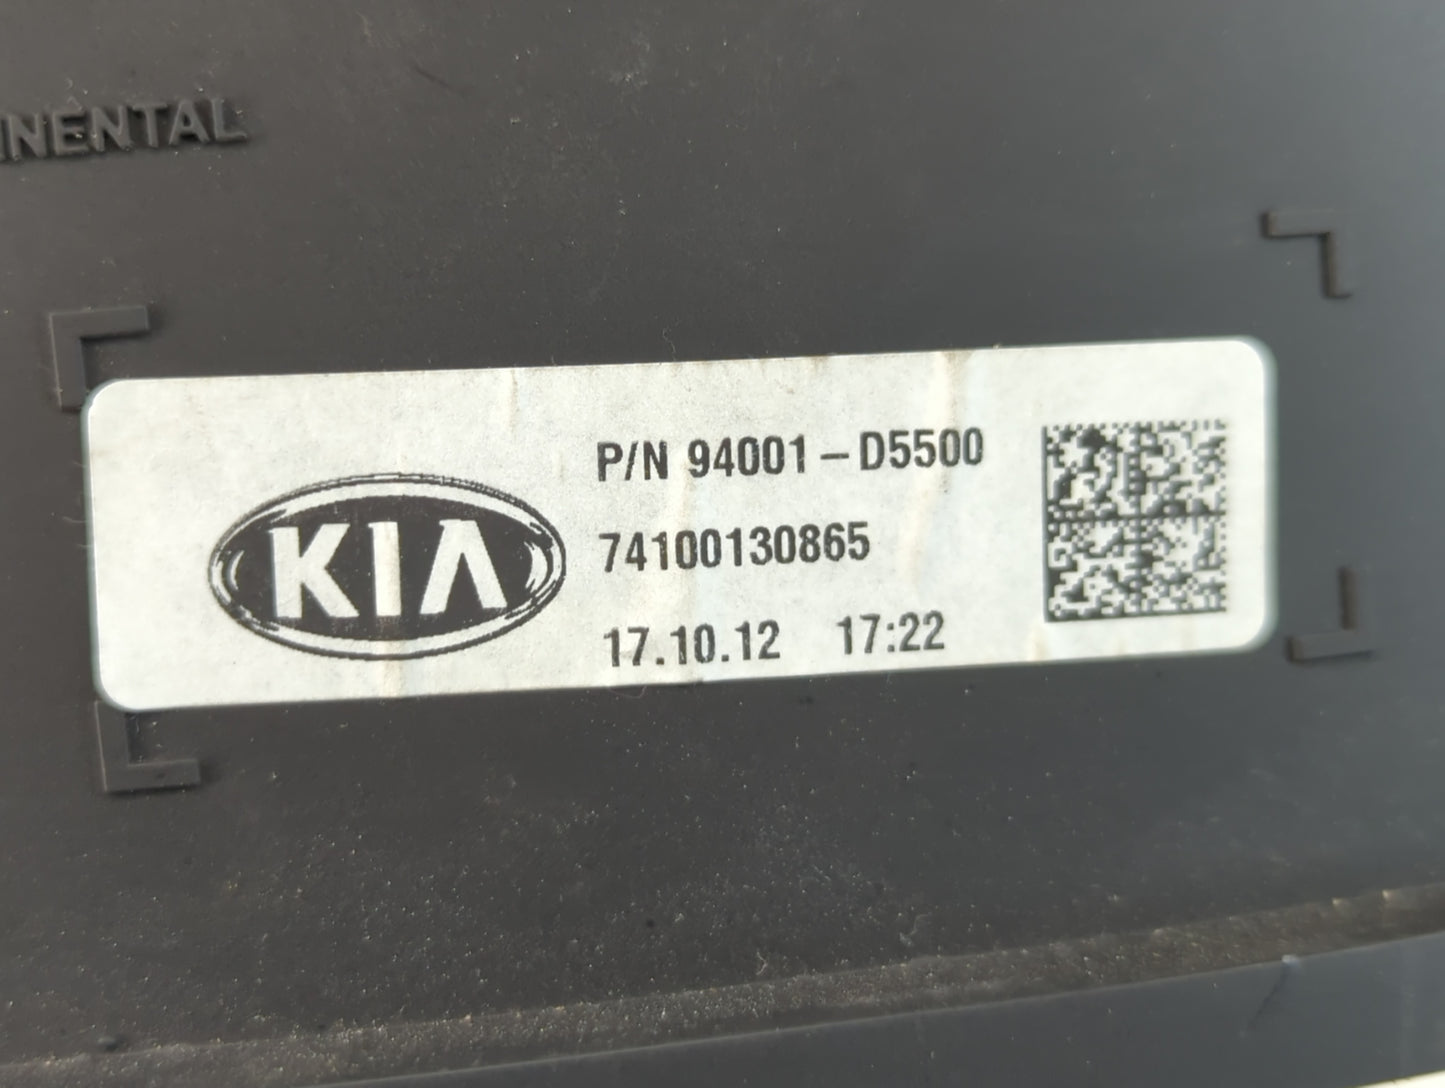 INENTAL
KIA
P/N 94001-D5500
74100130865
17.10.12 17:22